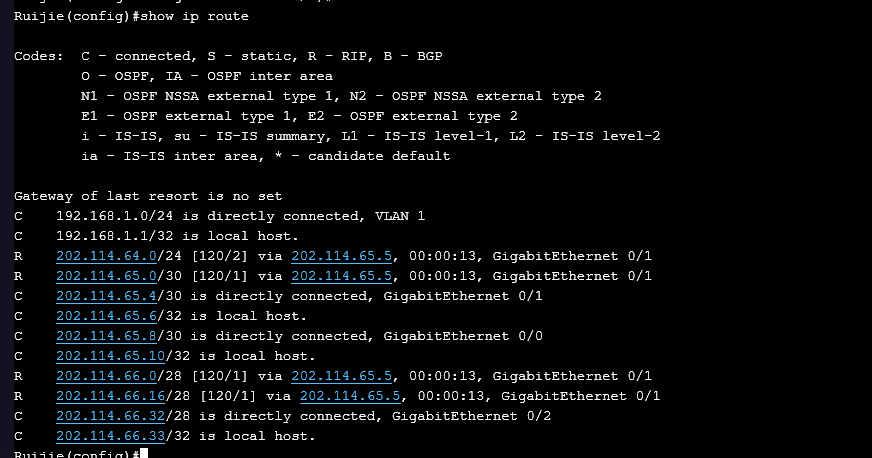 Ruijie(config)#show ip route
Codes:  C - connected, S - static, R - RIP, B - BGP
        O - OSPF, IA - OSPF inter area
        N1 - OSPF NSSA external type 1, N2 - OSPF NSSA external type 2
        E1 - OSPF external type 1, E2 - OSPF external type 2
        i - IS-IS, su - IS-IS summary, L1 - IS-IS level-1, L2 - IS-IS level-2
        ia - IS-IS inter area, * - candidate default
Gateway of last resort is no set
C    192.168.1.0/24 is directly connected, VLAN 1
C    192.168.1.1/32 is local host.
R    202.114.64.0/24 [120/2] via 202.114.65.5, 00:00:13, GigabitEthernet 0/1
R    202.114.65.0/30 [120/1] via 202.114.65.5, 00:00:13, GigabitEthernet 0/1
C    202.114.65.4/30 is directly connected, GigabitEthernet 0/1
C    202.114.65.6/32 is local host.
C    202.114.65.8/30 is directly connected, GigabitEthernet 0/0
C    202.114.65.10/32 is local host.
R    202.114.66.0/28 [120/1] via 202.114.65.5, 00:00:13, GigabitEthernet 0/1
R    202.114.66.16/28 [120/1] via 202.114.65.5, 00:00:13, GigabitEthernet 0/1
C    202.114.66.32/28 is directly connected, GigabitEthernet 0/2
C    202.114.66.33/32 is local host.
Ruijie(config)#